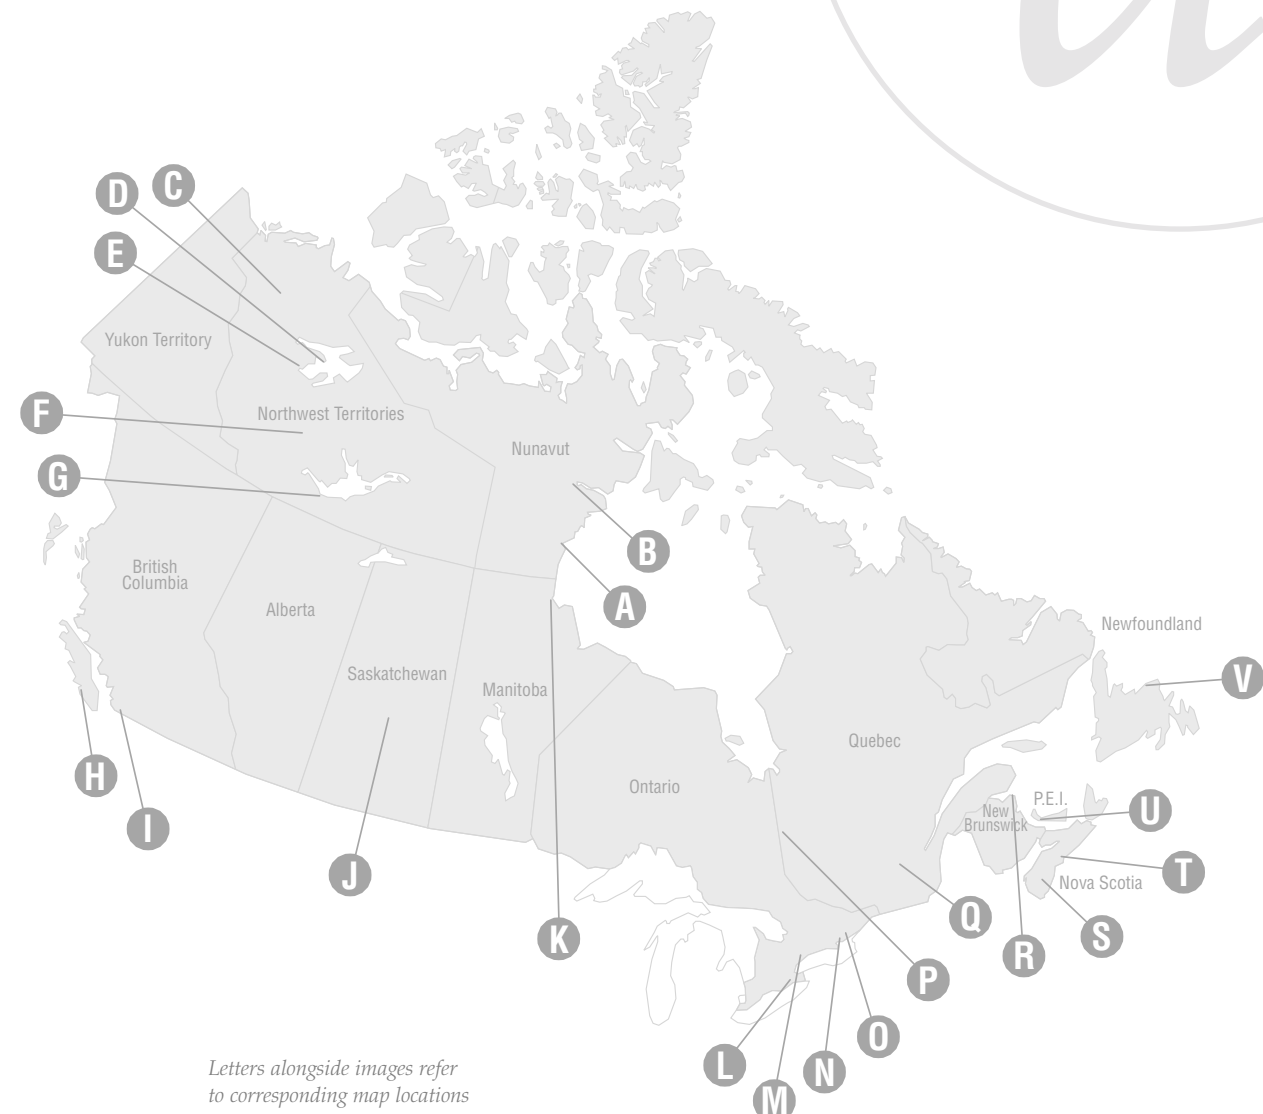 C
D
E
Yukon Territory
F
Northwest Territories
Nunavut
G
B
British
Columbia
A
Alberta
Newfoundland
Saskatchewan
V
Manitoba
Quebec
H
Ontario
P.E.I.
New
Brunswick
U
I
T
J
Nova Scotia
Q
S
K
R
P
O
L
N
M
Letters alongside images refer
to corresponding map locations